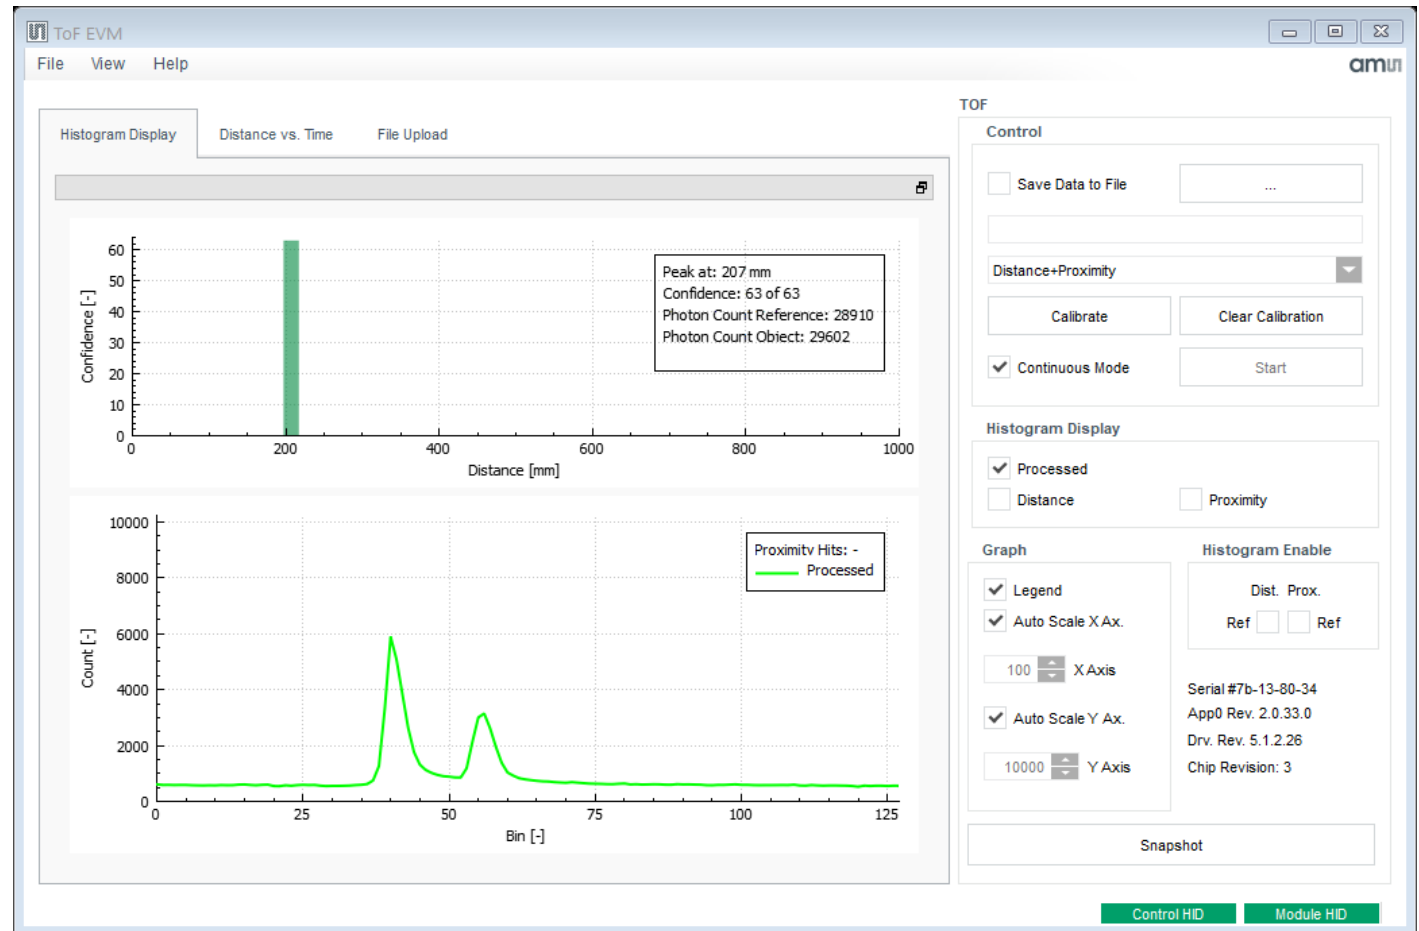 ToF EVM
File View Help
amu
Histogram Display Distance vs. Time File Upload
60
50
40
30
20
10
0
Confidence [-]
0 200 400 600 800 1000
Distance [mm]
Peak at: 207 mm
Confidence: 63 of 63
Photon Count Reference: 28910
Photon Count Object: 29602
10000
8000
6000
4000
2000
0
Count [-]
0 25 50 75 100 125
Bin [-]
Proximity Hits: -
Processed
TOF
Control
Save Data to File ...
Distance+Proximity
Calibrate Clear Calibration
Continuous Mode Start
Histogram Display
Processed
Distance Proximity
Graph Histogram Enable
Legend
Auto Scale X Ax.
100 X Axis
Auto Scale Y Ax.
10000 Y Axis
Dist. Prox.
Ref Ref
Serial #7b-13-80-34
App0 Rev. 2.0.33.0
Drv. Rev. 5.1.2.26
Chip Revision: 3
Snapshot
Control HID Module HID